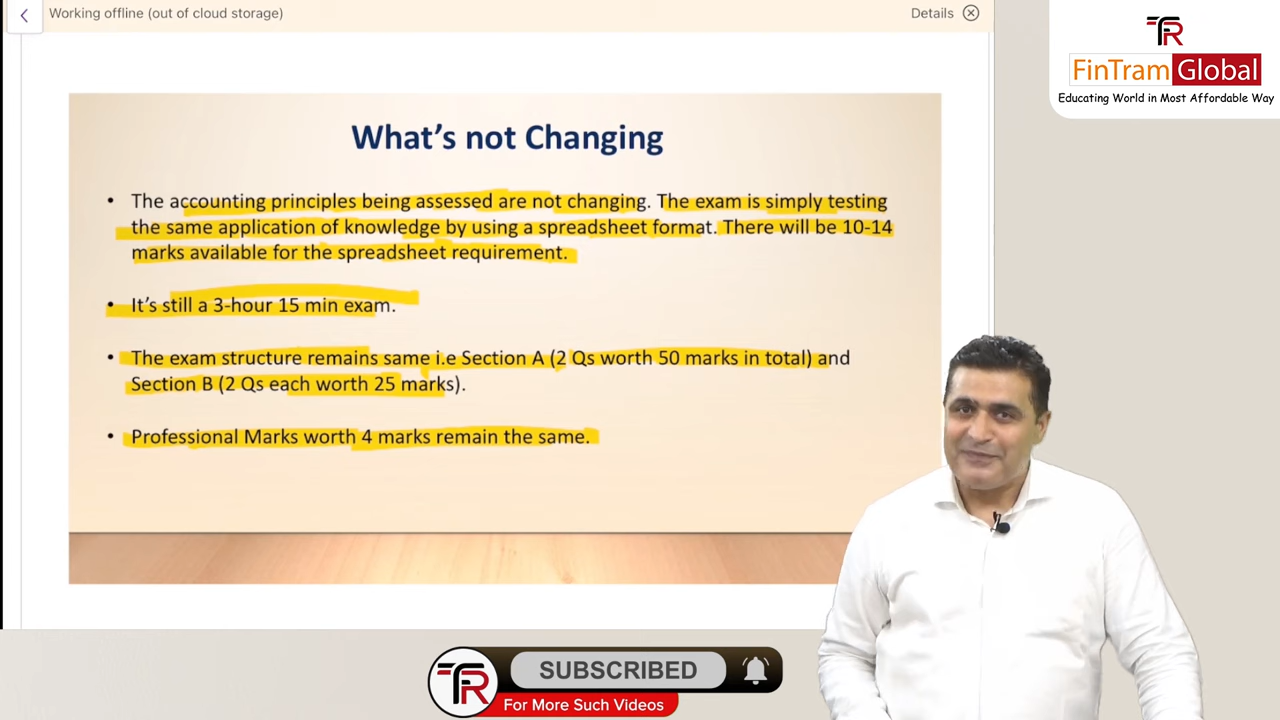 Working offline (out of cloud storage)
Details
TR
FinTram Global
Educating World in Most Affordable Way
What's not Changing
• The accounting principles being assessed are not changing. The exam is simply testing
the same application of knowledge by using a spreadsheet format. There will be 10-14
marks available for the spreadsheet requirement.
• It's still a 3-hour 15 min exam.
• The exam structure remains same i.e Section A (2 Qs worth 50 marks in total) and
Section B (2 Qs each worth 25 marks).
• Professional Marks worth 4 marks remain the same.
TR
SUBSCRIBED
For More Such Videos